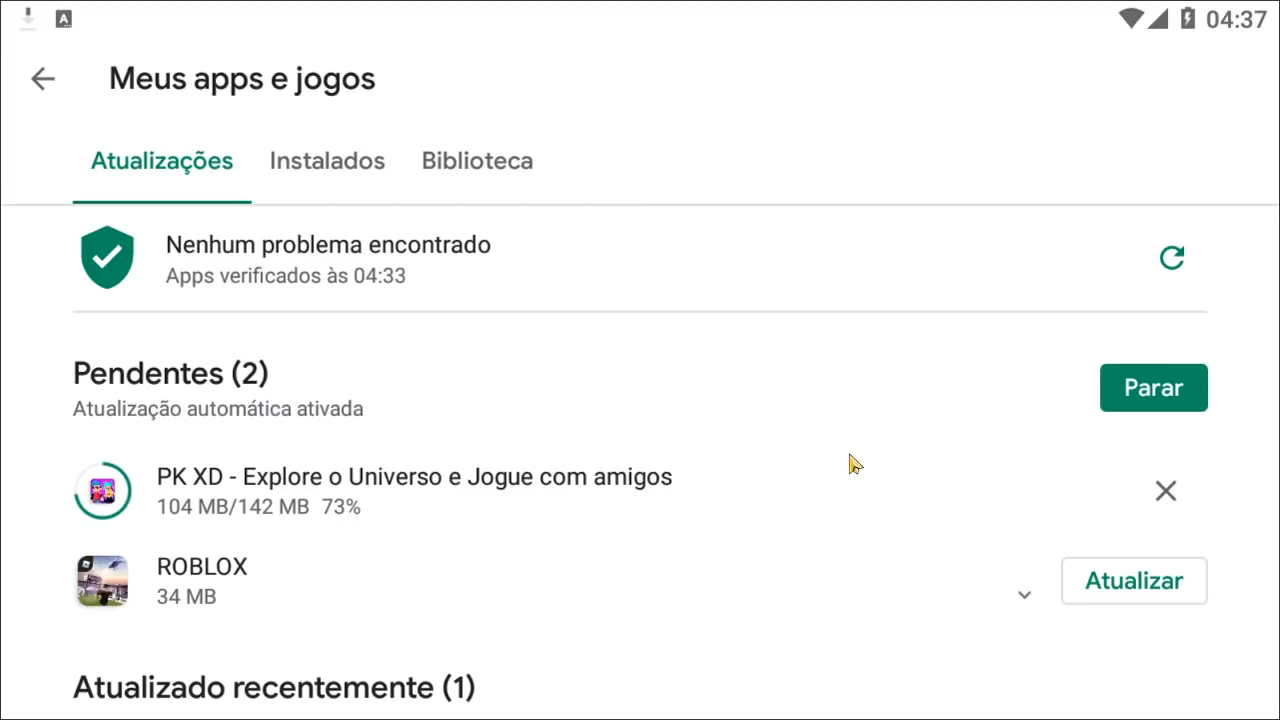 04:37
Meus apps e jogos
Atualizações Instalados Biblioteca
Nenhum problema encontrado
Apps verificados às 04:33
Pendentes (2)
Parar
Atualização automática ativada
PK XD - Explore o Universo e Jogue com amigos
104 MB/142 MB 73%
ROBLOX
34 MB
Atualizar
Atualizado recentemente (1)